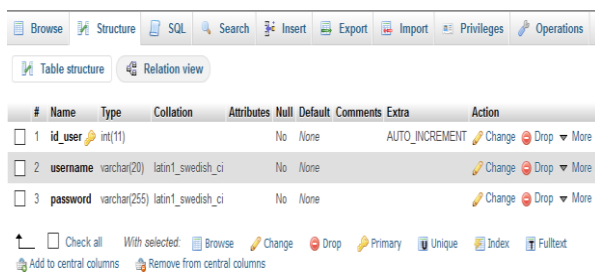 Browse Structure SQL Search Insert Export Import Privileges Operations
Table structure Relation view
# Name Type Collation Attributes Null Default Comments Extra Action
1 id_user int(11) No None AUTO_INCREMENT Change Drop More
2 username varchar(20) latin1_swedish_ci No None Change Drop More
3 password varchar(255) latin1_swedish_ci No None Change Drop More
Check all With selected: Browse Change Drop Primary Unique Index Fulltext
Add to central columns Remove from central columns